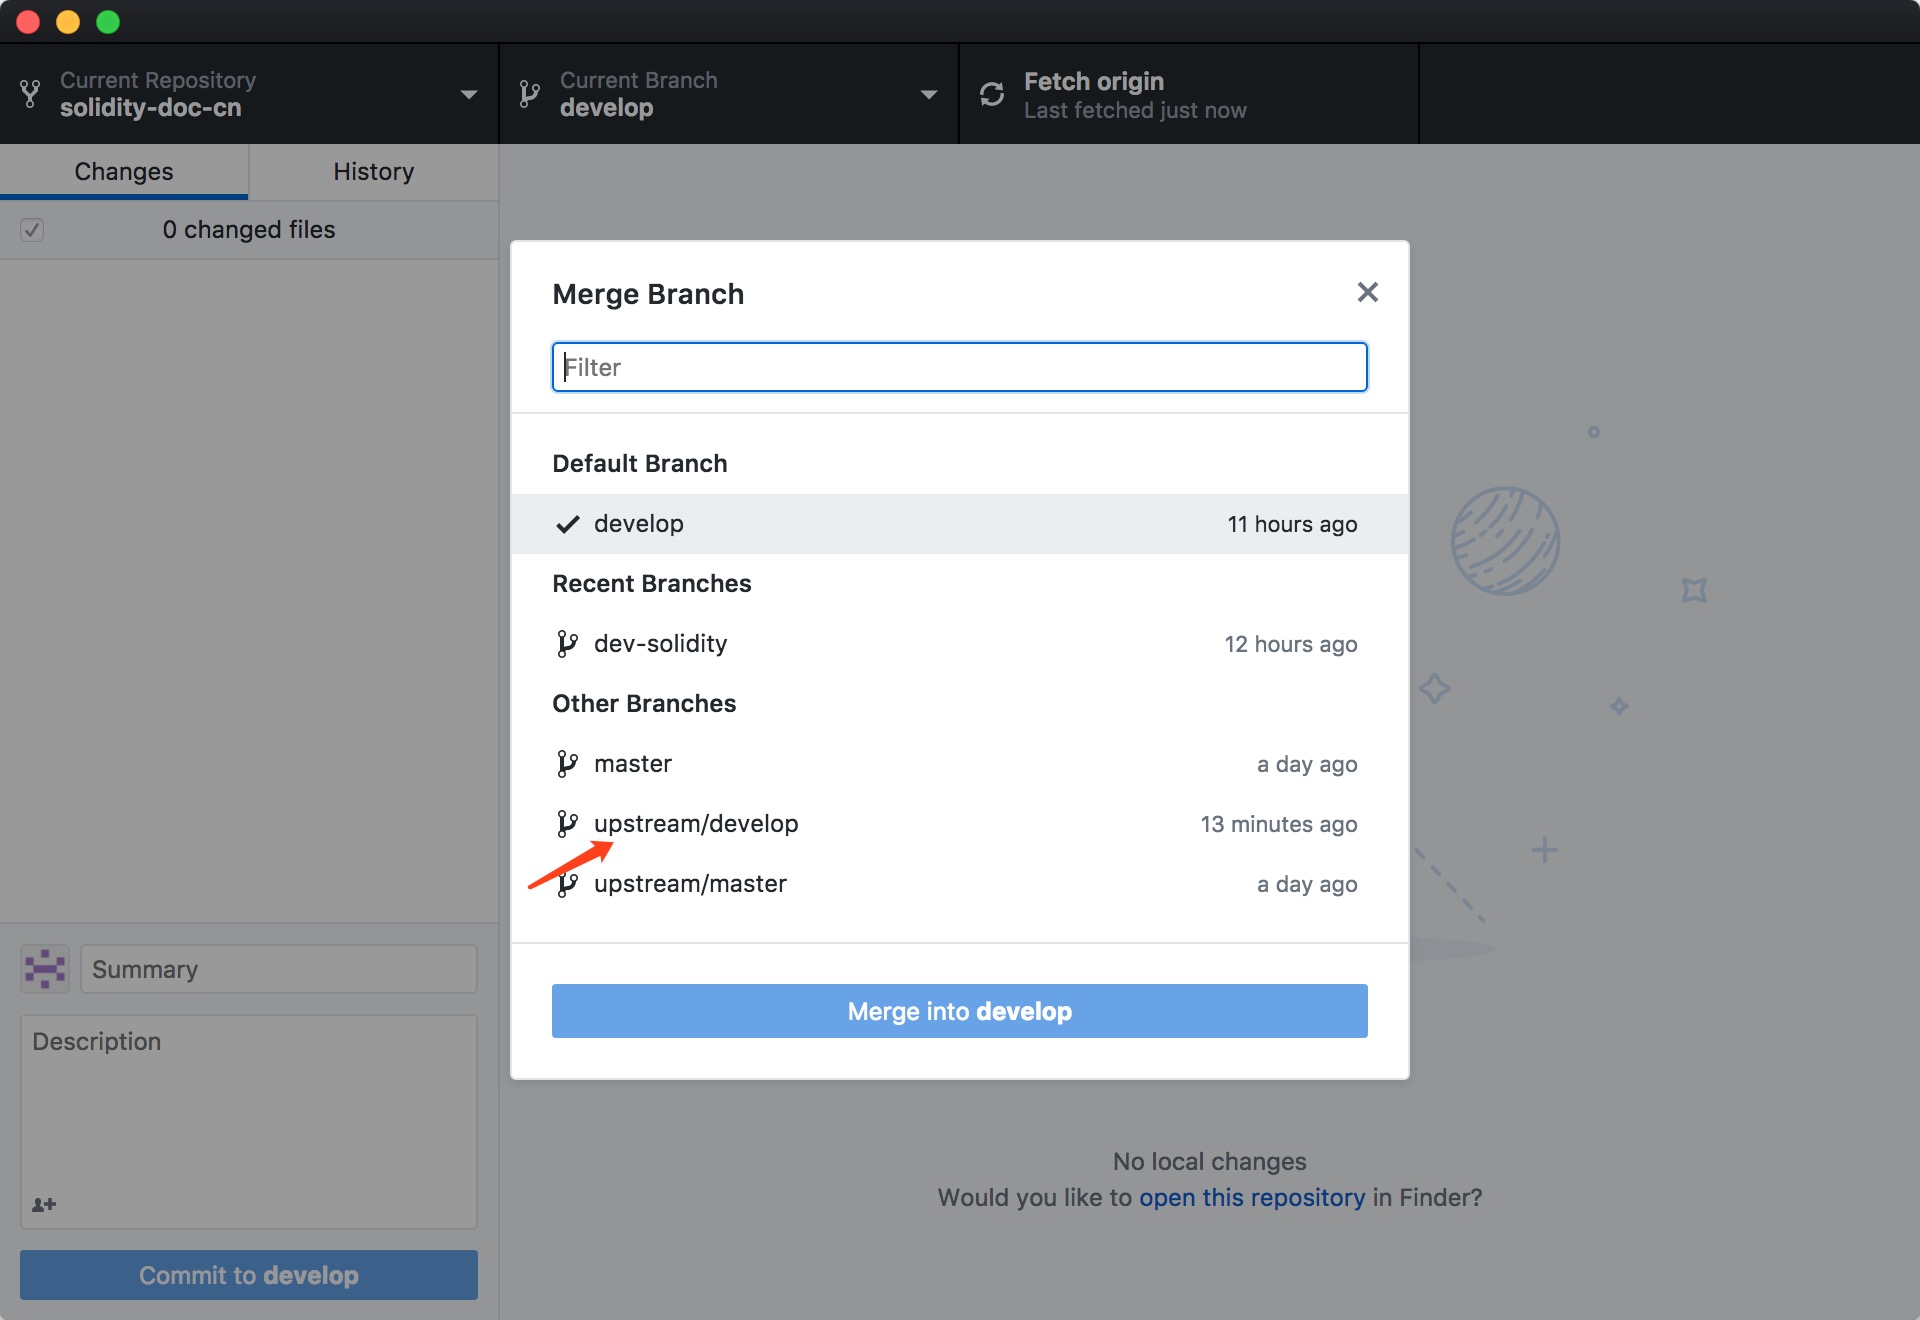 Current Repository
solidity-doc-cn
Current Branch
develop
Fetch origin
Last fetched just now
Changes
History
0 changed files
Merge Branch
Filter
Default Branch
develop 11 hours ago
Recent Branches
dev-solidity 12 hours ago
Other Branches
master a day ago
upstream/develop 13 minutes ago
upstream/master a day ago
Merge into develop
Summary
Description
Commit to develop
No local changes
Would you like to open this repository in Finder?